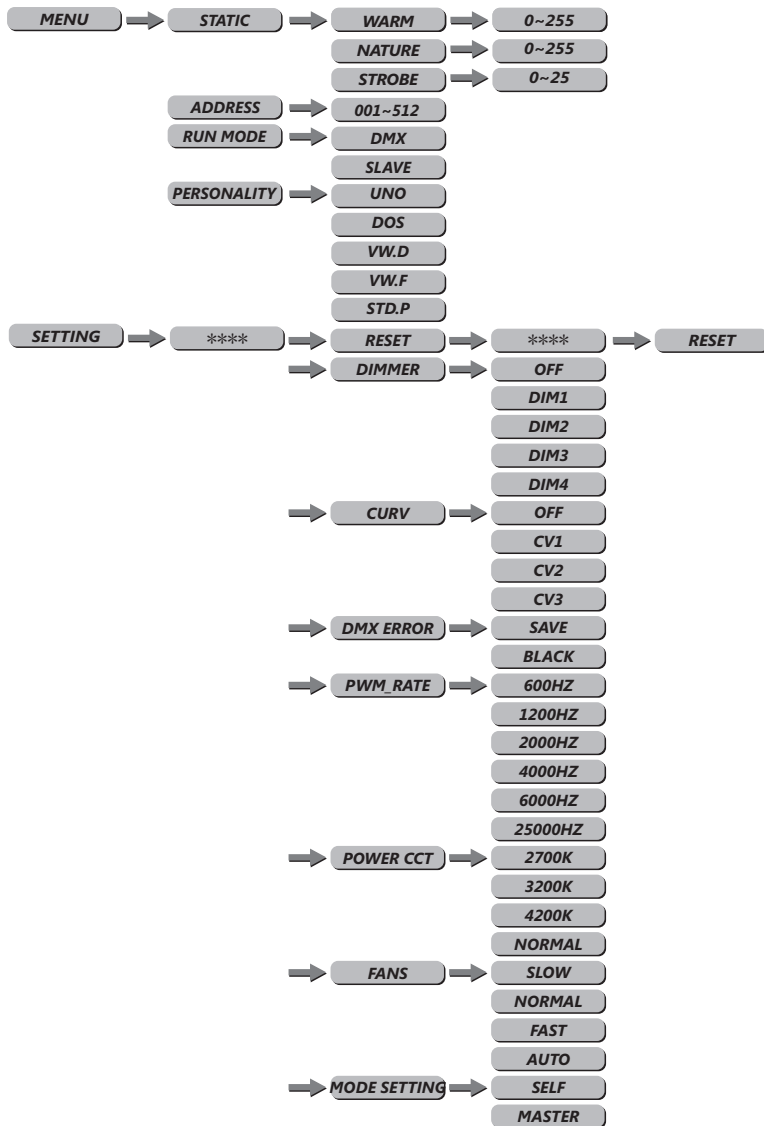 MENU STATIC WARM 0~255
NATURE 0~255
STROBE 0~25
ADDRESS 001~512
RUN MODE DMX
SLAVE
PERSONALITY UNO
DOS
VW.D
VW.F
STD.P
SETTING **** RESET **** RESET
DIMMER OFF
DIM1
DIM2
DIM3
DIM4
CURV OFF
CV1
CV2
CV3
DMX ERROR SAVE
BLACK
PWM_RATE 600HZ
1200HZ
2000HZ
4000HZ
6000HZ
25000HZ
POWER CCT 2700K
3200K
4200K
NORMAL
FANS SLOW
NORMAL
FAST
AUTO
MODE SETTING SELF
MASTER